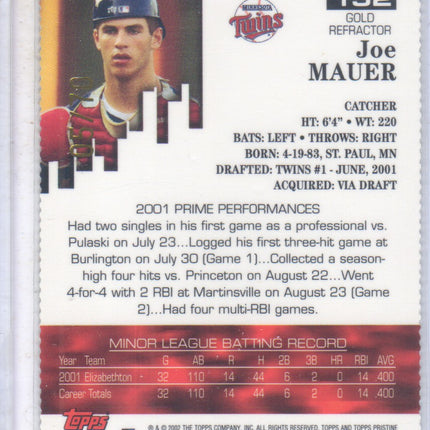 MINNESOTA
Twins
132
GOLD
REFRACTOR
Joe
MAUER
CATCHER
HT: 6'4" • WT: 220
BATS: LEFT • THROWS: RIGHT
BORN: 4-19-83, ST. PAUL, MN
DRAFTED: TWINS #1 - JUNE, 2001
ACQUIRED: VIA DRAFT
2001 PRIME PERFORMANCES
Had two singles in his first game as a professional vs.
Pulaski on July 23...Logged his first three-hit game at
Burlington on July 30 (Game 1)...Collected a season-
high four hits vs. Princeton on August 22...Went
4-for-4 with 2 RBI at Martinsville on August 23 (Game
2)...Had four multi-RBI games.
MINOR LEAGUE BATTING RECORD
Year Team G AB R H 2B 3B HR RBI AVG
2001 Elizabethton 32 110 14 44 6 2 0 14 .400
Career Totals 32 110 14 44 6 2 0 14 .400
topps
® & © 2002 THE TOPPS COMPANY, INC. ALL RIGHTS RESERVED. TOPPS AND TOPPS PRISTINE